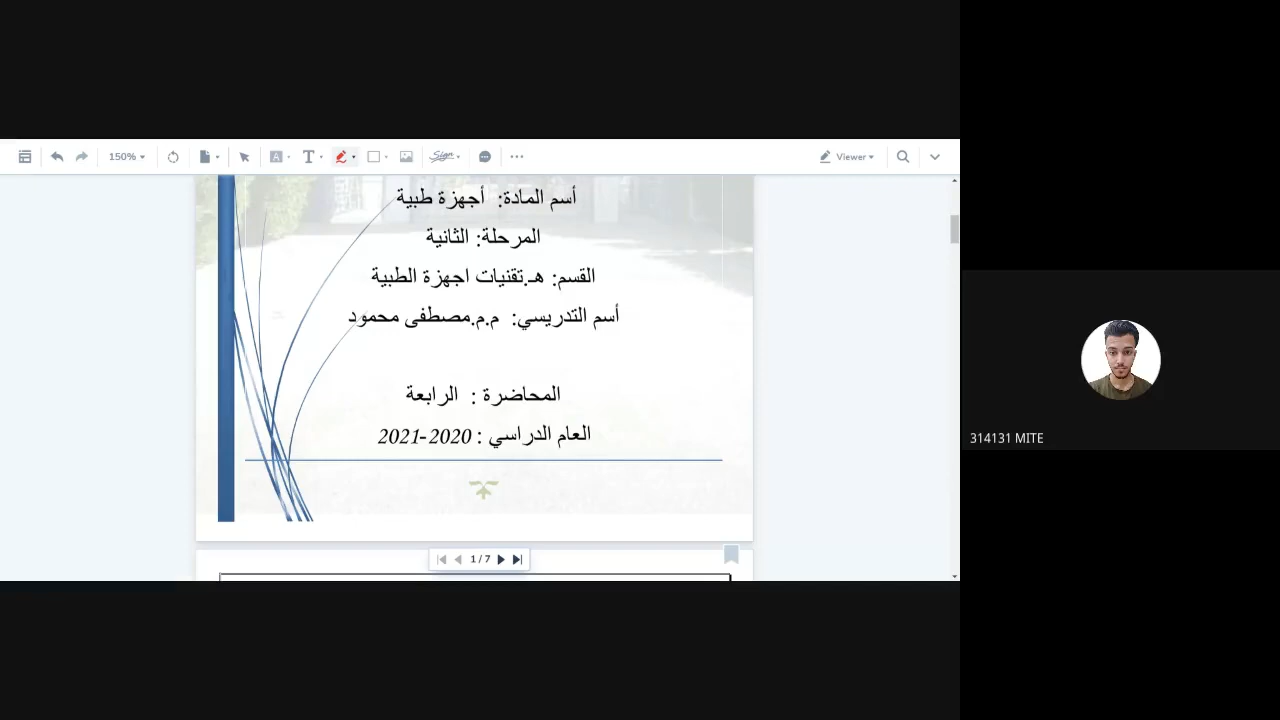 150%
T
Sign
Viewer
أسم المادة: أجهزة طبية
المرحلة: الثانية
القسم: هـ.تقنيات اجهزة الطبية
أسم التدريسي: م.م.مصطفى محمود
المحاضرة : الرابعة
العام الدراسي : 2020-2021
1 / 7
314131 MITE